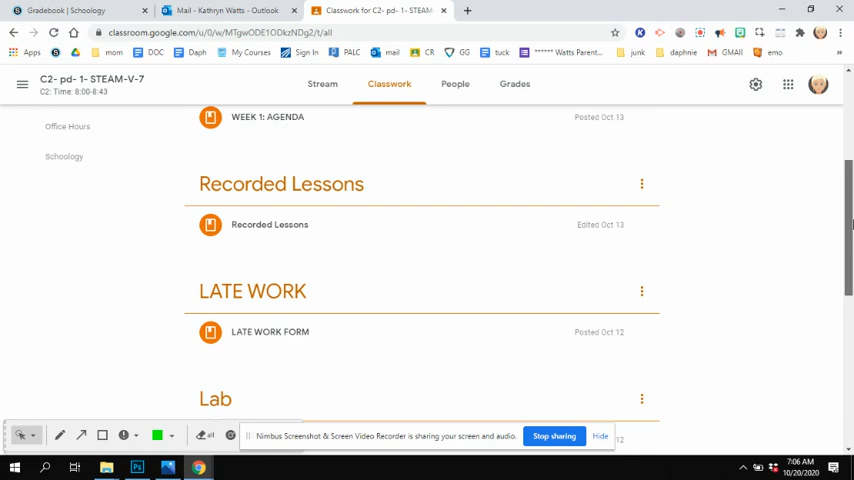 Gradebook | Schoology
Mail - Kathryn Watts - Outlook
Classwork for C2- pd- 1- STEAM-
classroom.google.com/u/0/w/MTgwODE1ODkzNDg2/t/all
Apps
mom
DOC
Daph
My Courses
Sign In
PALC
mail
CR
GG
tuck
****** Watts Parent...
junk
daphnie
GMAIl
emo
C2- pd- 1- STEAM-V-7
C2: Time: 8:00-8:43
Stream
Classwork
People
Grades
Office Hours
Schoology
WEEK 1: AGENDA
Posted Oct 13
Recorded Lessons
Recorded Lessons
Edited Oct 13
LATE WORK
LATE WORK FORM
Posted Oct 12
Lab
12
all
Nimbus Screenshot & Screen Video Recorder is sharing your screen and audio.
Stop sharing
Hide
7:06 AM
10/20/2020